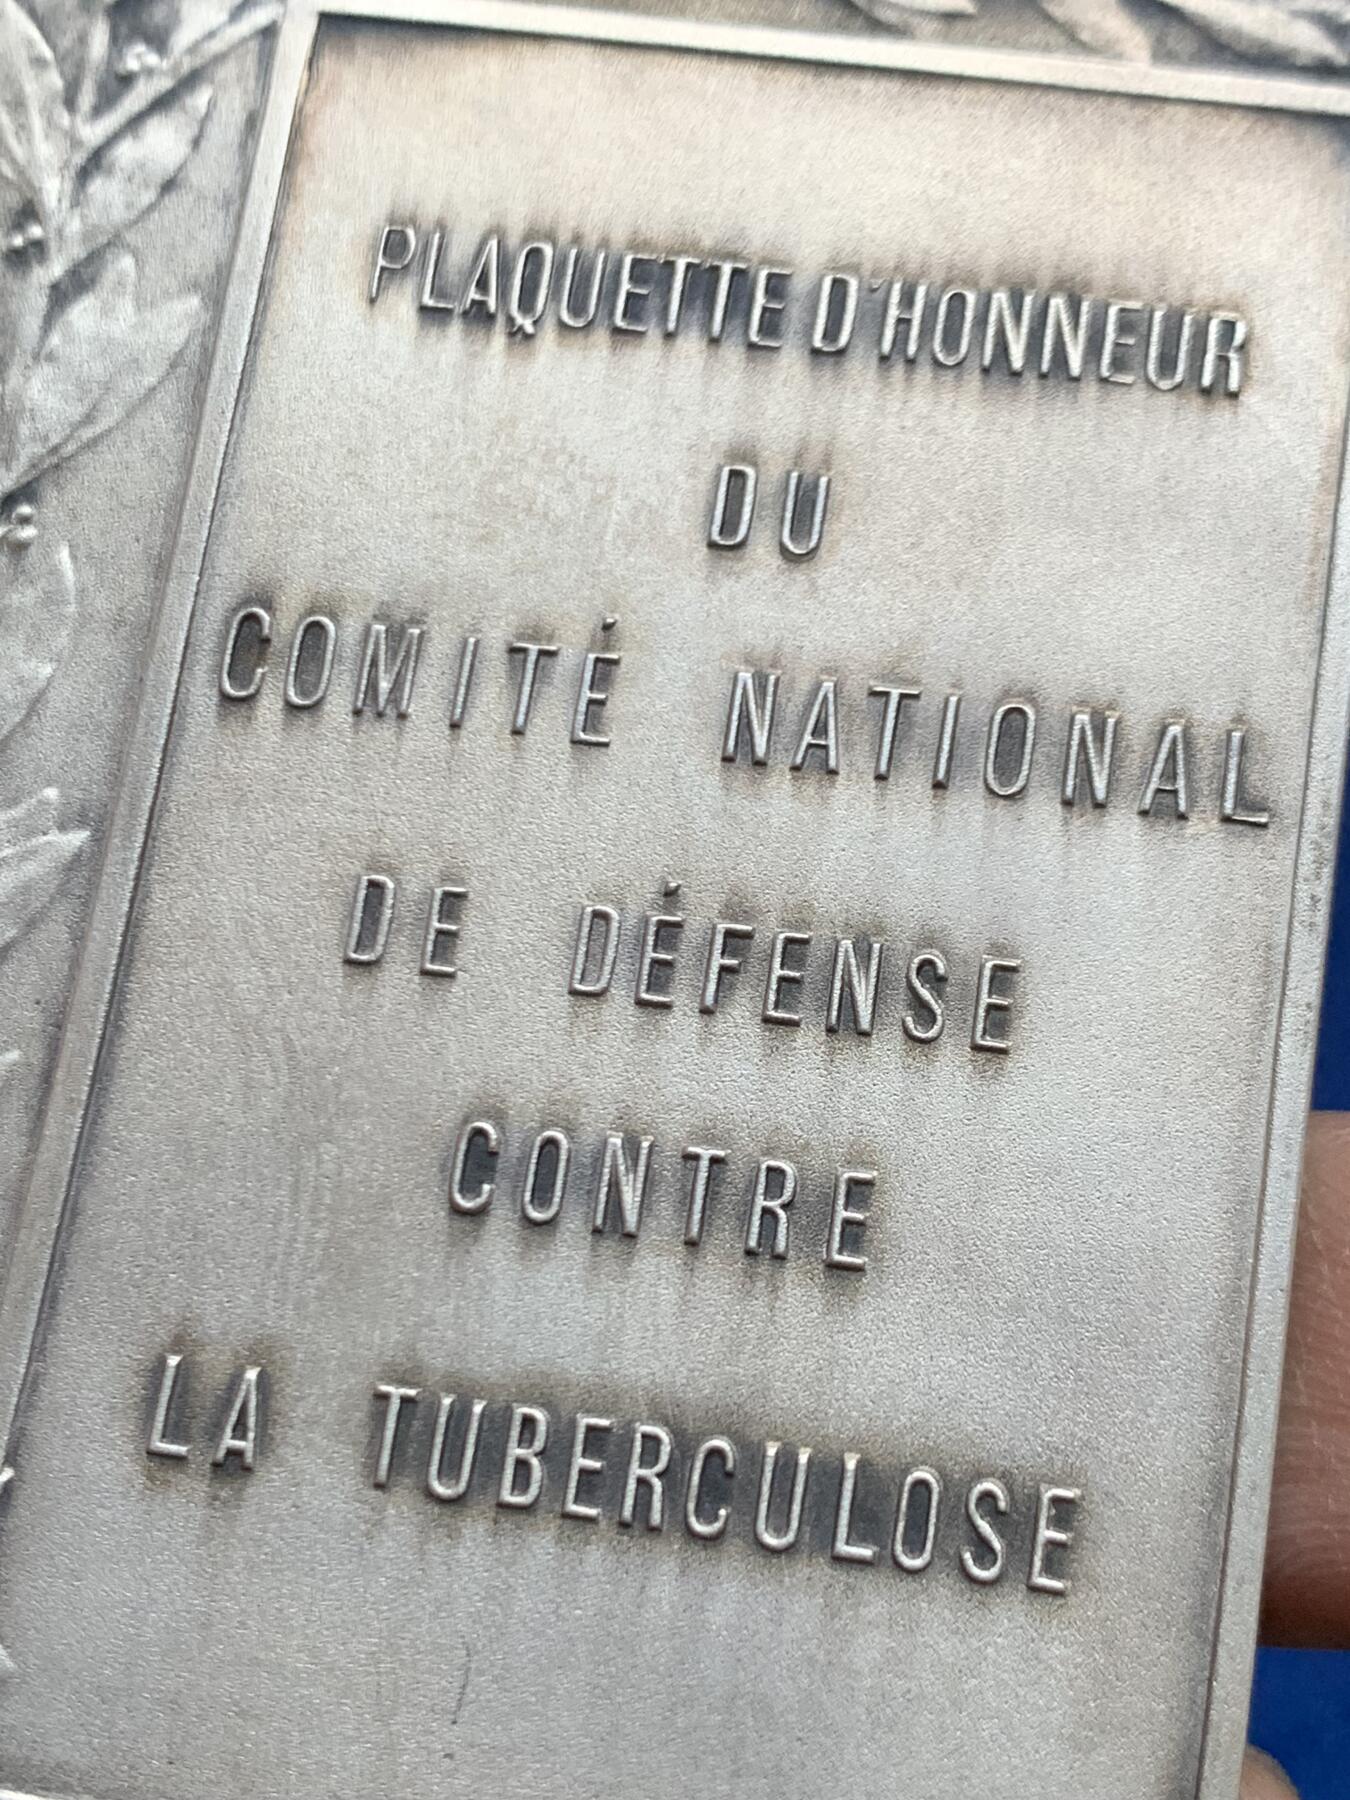 PLAQUETTE D'HONNEUR
DU
COMITÉ NATIONAL
DE DÉFENSE
CONTRE
LA TUBERCULOSE